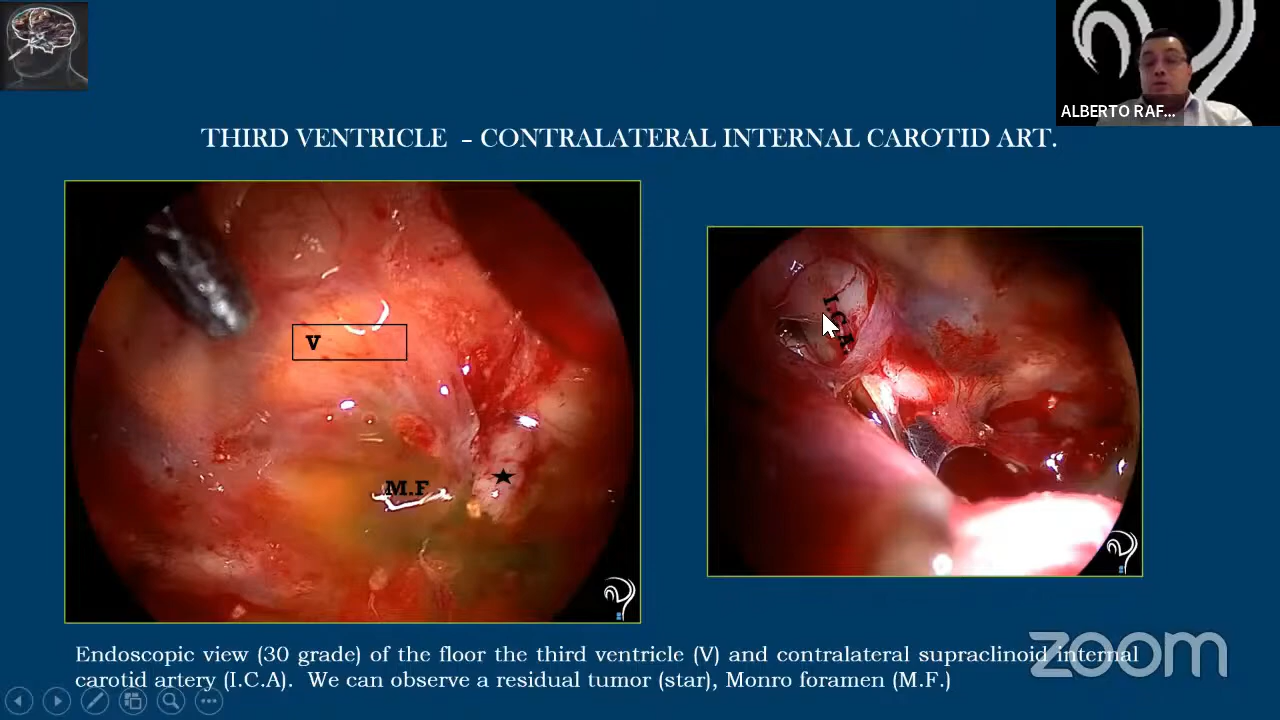 ALBERTO RAF...
THIRD VENTRICLE – CONTRALATERAL INTERNAL CAROTID ART.
V
M.F
I.C.A.
Endoscopic view (30 grade) of the floor the third ventricle (V) and contralateral supraclinoid internal
carotid artery (I.C.A). We can observe a residual tumor (star), Monro foramen (M.F.)
zoom